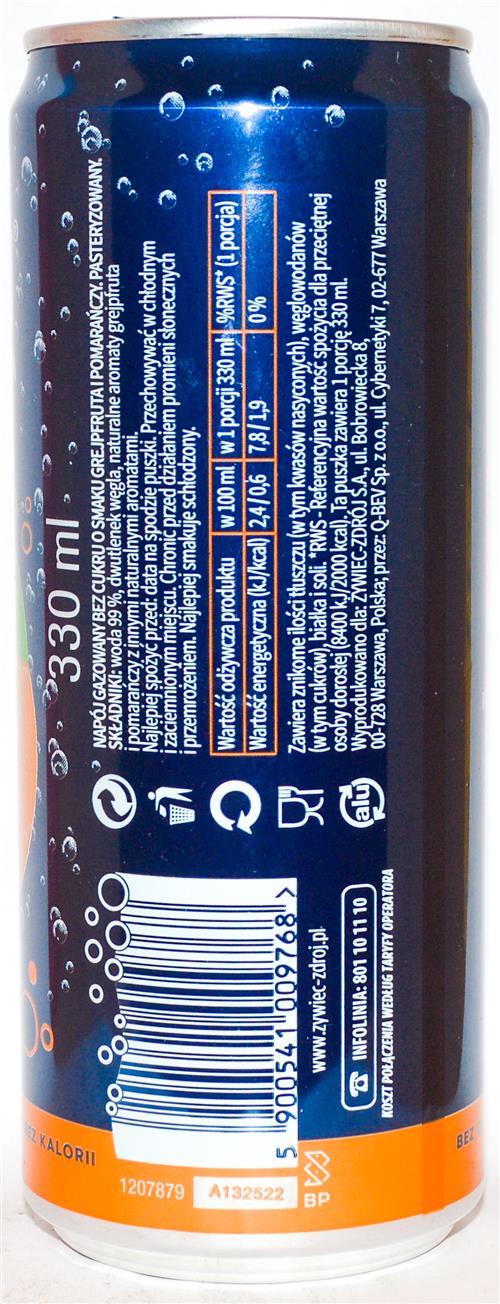 330 ml
NAPÓJ GAZOWANY BEZ CUKRU O SMAKU GREJPFRUTA I POMARAŃCZY. PASTERYZOWANY.
SKŁADNIKI: woda 99 %, dwutlenek węgla, naturalne aromaty grejpfruta
i pomarańczy z innymi naturalnymi aromatami.
Najlepiej spożyć przed: data na spodzie puszki. Przechowywać w chłodnym
i zaciemnionym miejscu. Chronić przed działaniem promieni słonecznych
i przemrożeniem. Najlepiej smakuje schłodzony.
Wartość odżywcza produktu w 100 ml w 1 porcji 330 ml %RWS* (1 porcja)
Wartość energetyczna (kJ/kcal) 2,4/0,6 7,8/1,9 0%
Zawiera znikome ilości tłuszczu (w tym kwasów nasyconych), węglowodanów
(w tym cukrów), białka i soli. *RWS - Referencyjna wartość spożycia dla przeciętnej
osoby dorosłej (8400 kJ/2000 kcal). Ta puszka zawiera 1 porcję 330 ml.
Wyprodukowano dla: ŻYWIEC-ZDRÓJ S.A., ul. Bobrowiecka 8,
00-728 Warszawa, Polska; przez: Q-BEV Sp. z o.o., ul. Cybernetyki 7, 02-677 Warszawa
alu
5 900541 009768 >
www.zywiec-zdroj.pl
INFOLINIA: 801 10 11 10
KOSZT POŁĄCZENIA WEDŁUG TARYFY OPERATORA
BEZ KALORII
BEZ
1207879 A132522 BP